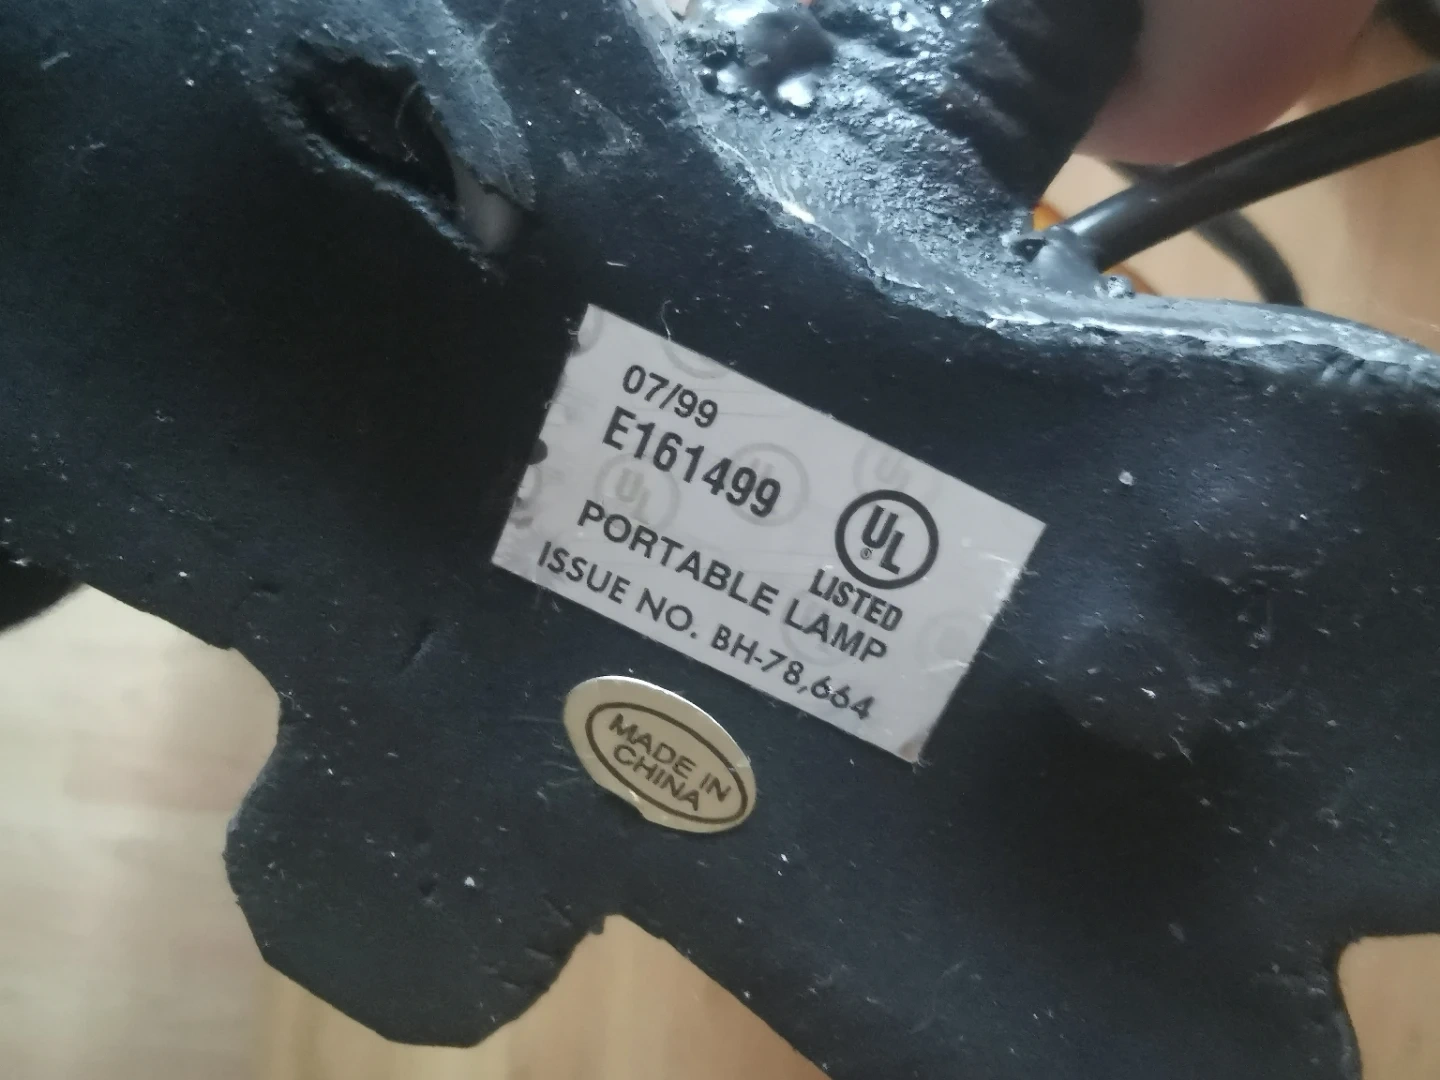 07/99
E161499
UL
®
LISTED
PORTABLE LAMP
ISSUE NO. BH-78,664
MADE IN
CHINA